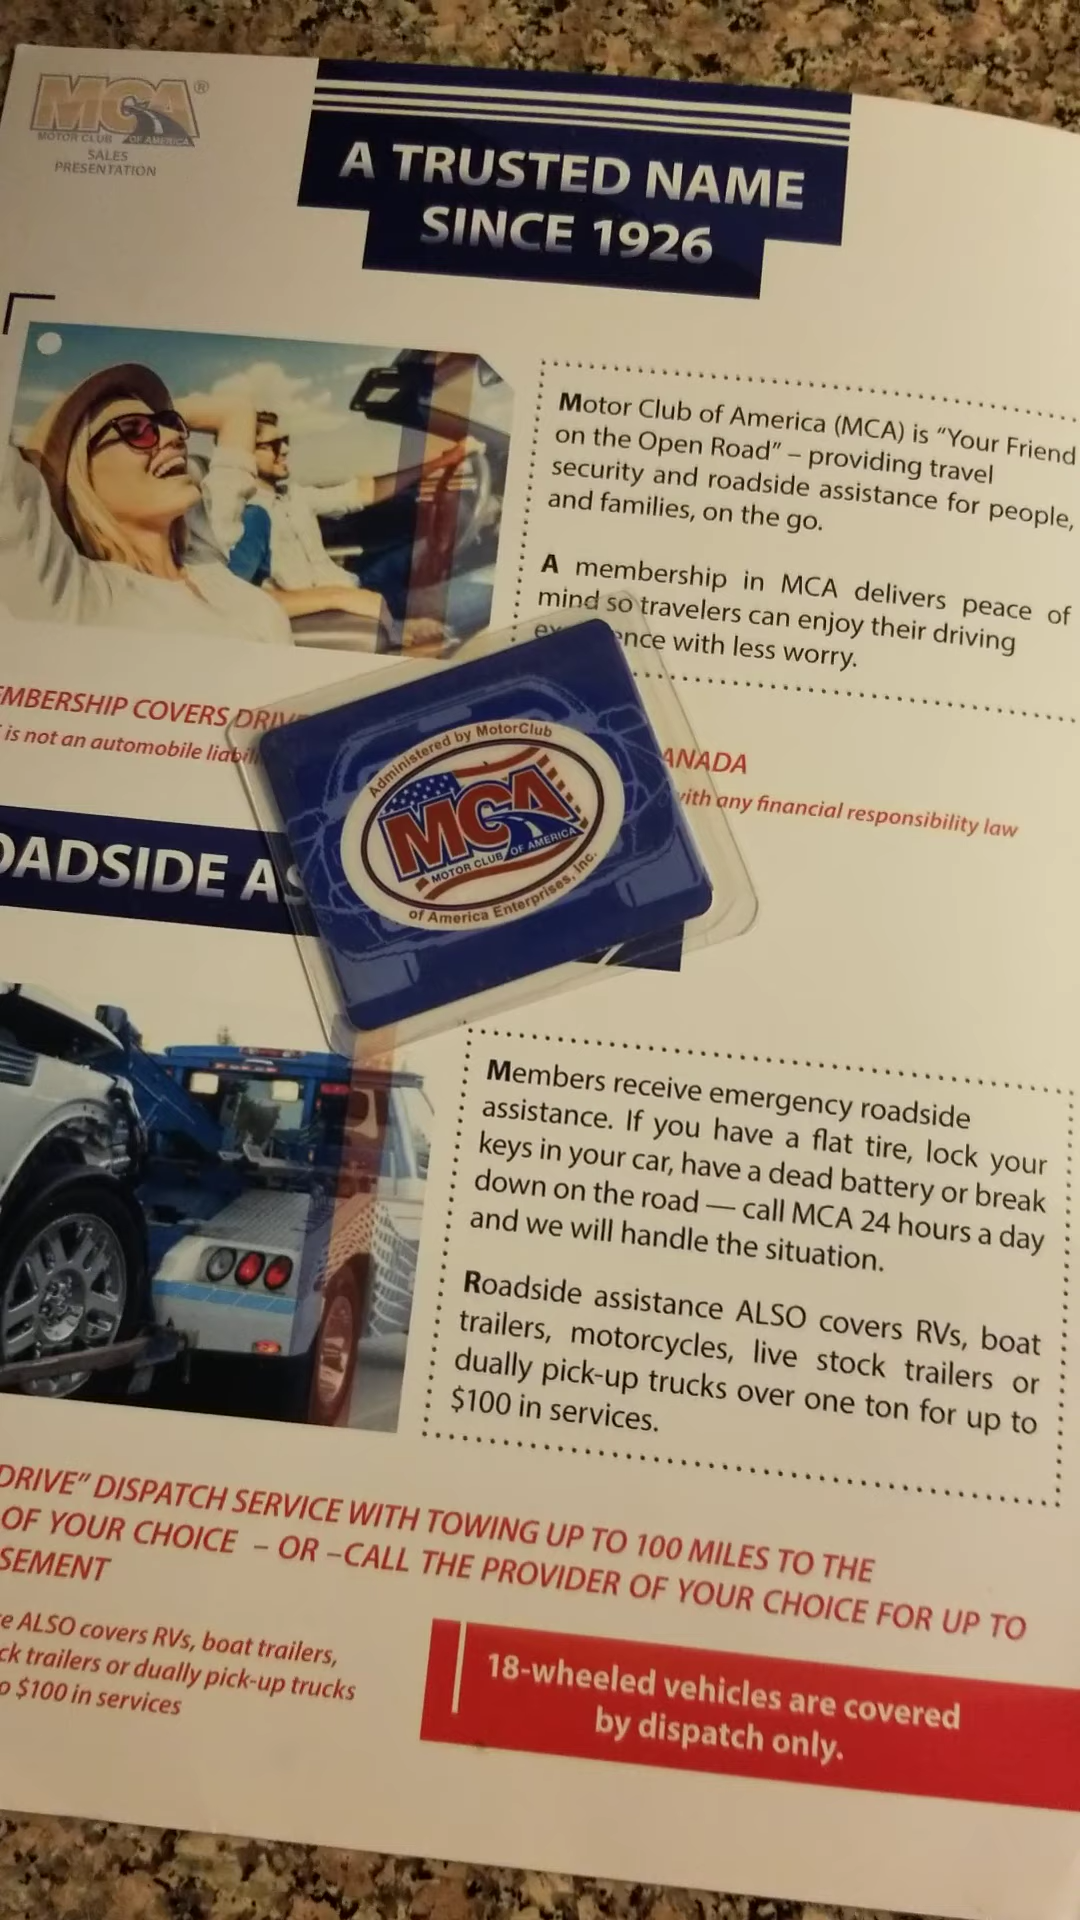 MCA®
MOTOR CLUB OF AMERICA
SALES
PRESENTATION
A TRUSTED NAME
SINCE 1926
Motor Club of America (MCA) is “Your Friend
on the Open Road” – providing travel
security and roadside assistance for people,
and families, on the go.
A membership in MCA delivers peace of
mind so travelers can enjoy their driving
ence with less worry.
MBERSHIP COVERS DRIV
ANADA
is not an automobile liabil
with any financial responsibility law
Administered by MotorClub
MCA
MOTOR CLUB OF AMERICA
of America Enterprises, Inc.
OADSIDE AS
Members receive emergency roadside
assistance. If you have a flat tire, lock your
keys in your car, have a dead battery or break
down on the road — call MCA 24 hours a day
and we will handle the situation.
Roadside assistance ALSO covers RVs, boat
trailers, motorcycles, live stock trailers or
dually pick-up trucks over one ton for up to
$100 in services.
DRIVE” DISPATCH SERVICE WITH TOWING UP TO 100 MILES TO THE
OF YOUR CHOICE – OR –CALL THE PROVIDER OF YOUR CHOICE FOR UP TO
SEMENT
e ALSO covers RVs, boat trailers,
ck trailers or dually pick-up trucks
o $100 in services
18-wheeled vehicles are covered
by dispatch only.